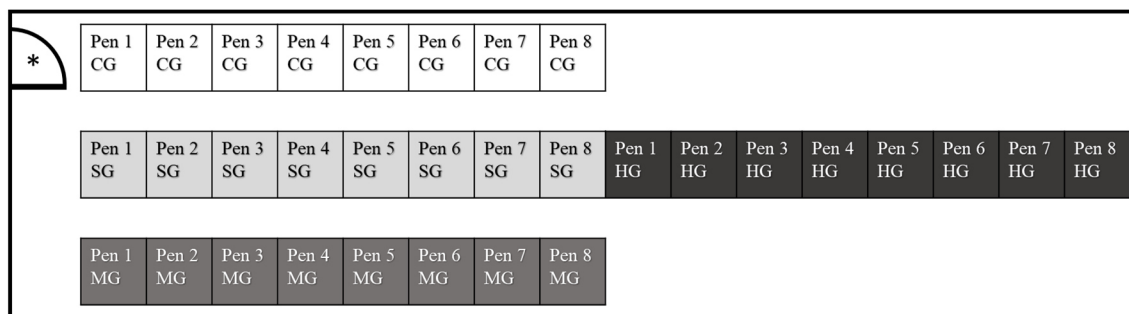 *
Pen 1 Pen 2 Pen 3 Pen 4 Pen 5 Pen 6 Pen 7 Pen 8
CG CG CG CG CG CG CG CG
Pen 1 Pen 2 Pen 3 Pen 4 Pen 5 Pen 6 Pen 7 Pen 8 Pen 1 Pen 2 Pen 3 Pen 4 Pen 5 Pen 6 Pen 7 Pen 8
SG SG SG SG SG SG SG SG HG HG HG HG HG HG HG HG
Pen 1 Pen 2 Pen 3 Pen 4 Pen 5 Pen 6 Pen 7 Pen 8
MG MG MG MG MG MG MG MG